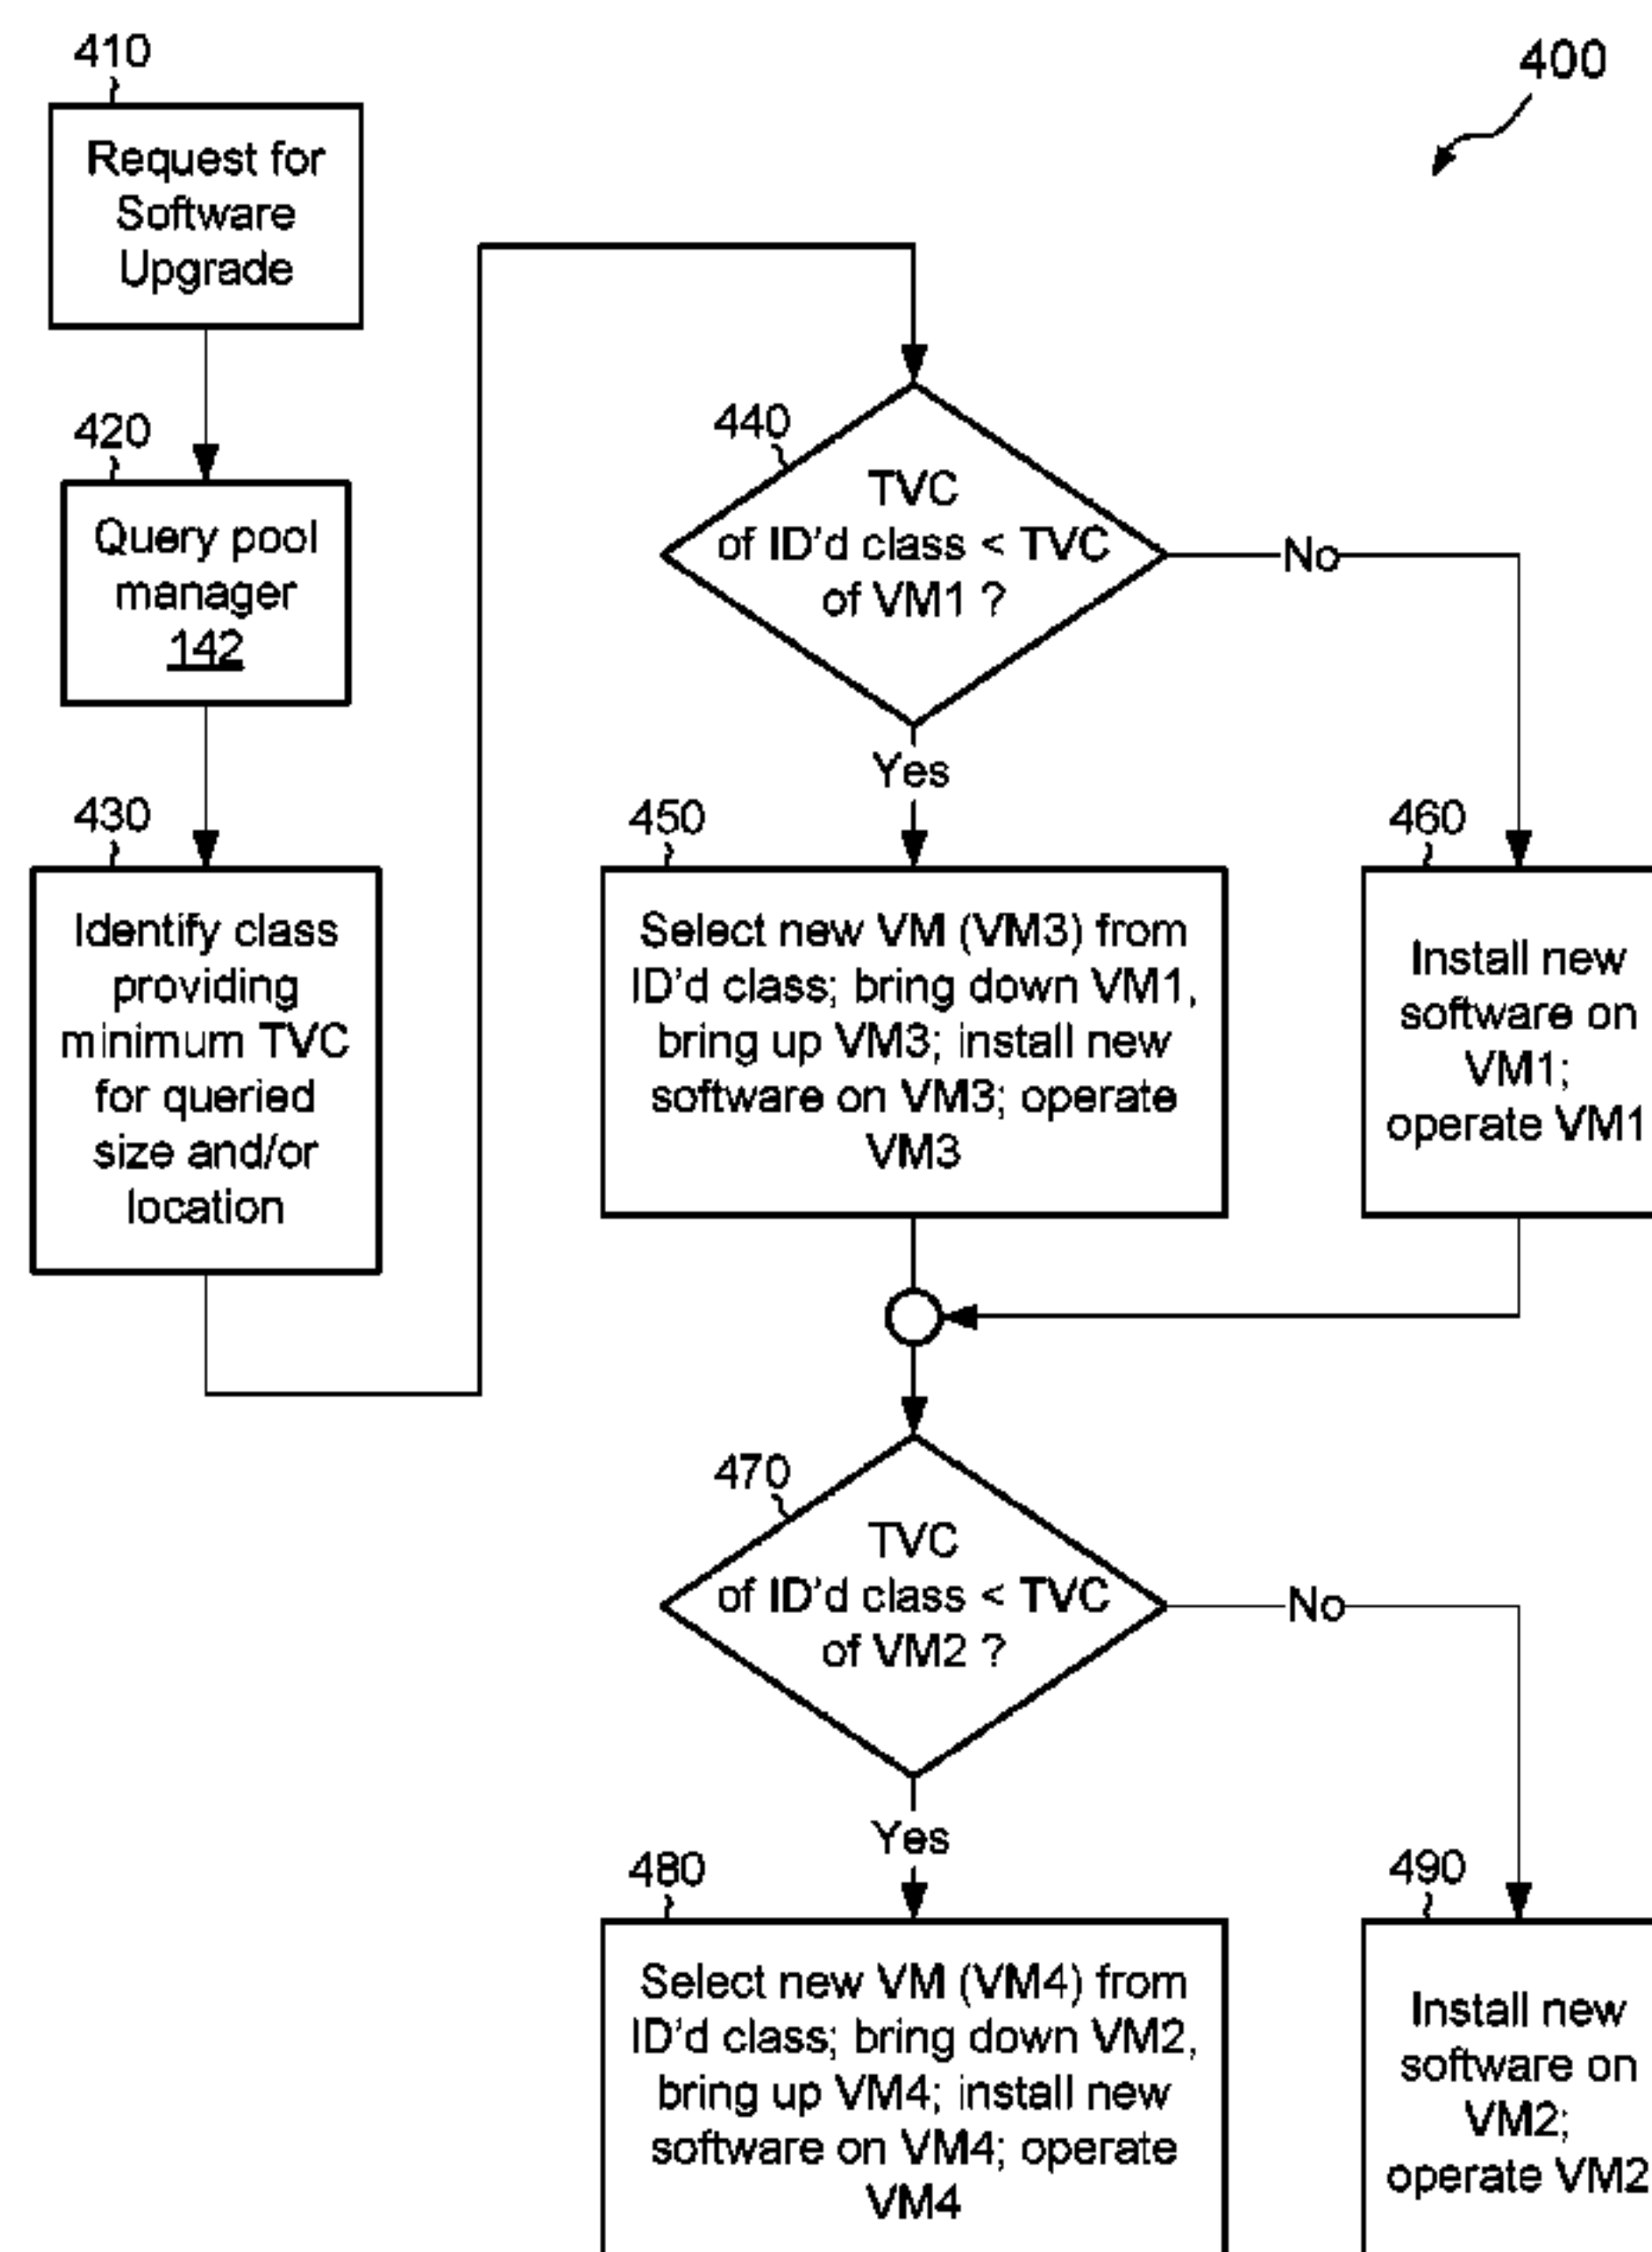 410
Request for
Software
Upgrade
420
Query pool
manager
142
430
Identify class
providing
minimum TVC
for queried
size and/or
location
400
440
TVC
of ID'd class < TVC
of VM1 ?
No
Yes
450
Select new VM (VM3) from
ID'd class; bring down VM1,
bring up VM3; install new
software on VM3; operate
VM3
460
Install new
software on
VM1;
operate VM1
470
TVC
of ID'd class < TVC
of VM2 ?
No
Yes
480
Select new VM (VM4) from
ID'd class; bring down VM2,
bring up VM4; install new
software on VM4; operate
VM4
490
Install new
software on
VM2;
operate VM2